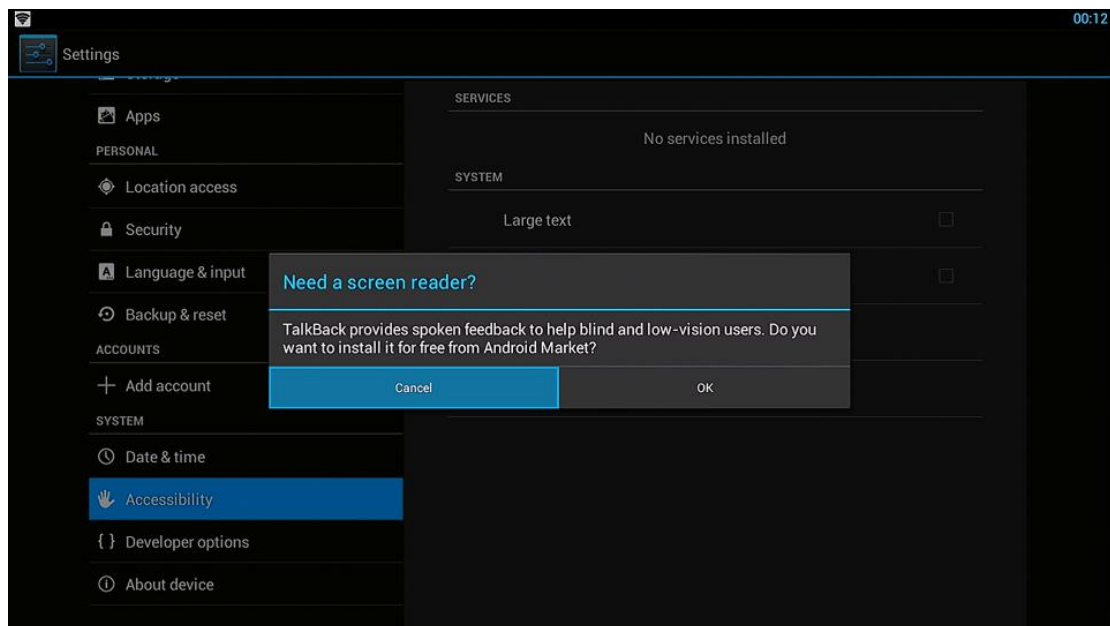 00:12
Settings
Apps
PERSONAL
Location access
Security
Language & input
Backup & reset
ACCOUNTS
Add account
SYSTEM
Date & time
Accessibility
{ } Developer options
About device
SERVICES
No services installed
SYSTEM
Large text
Need a screen reader?
TalkBack provides spoken feedback to help blind and low-vision users. Do you
want to install it for free from Android Market?
Cancel
OK